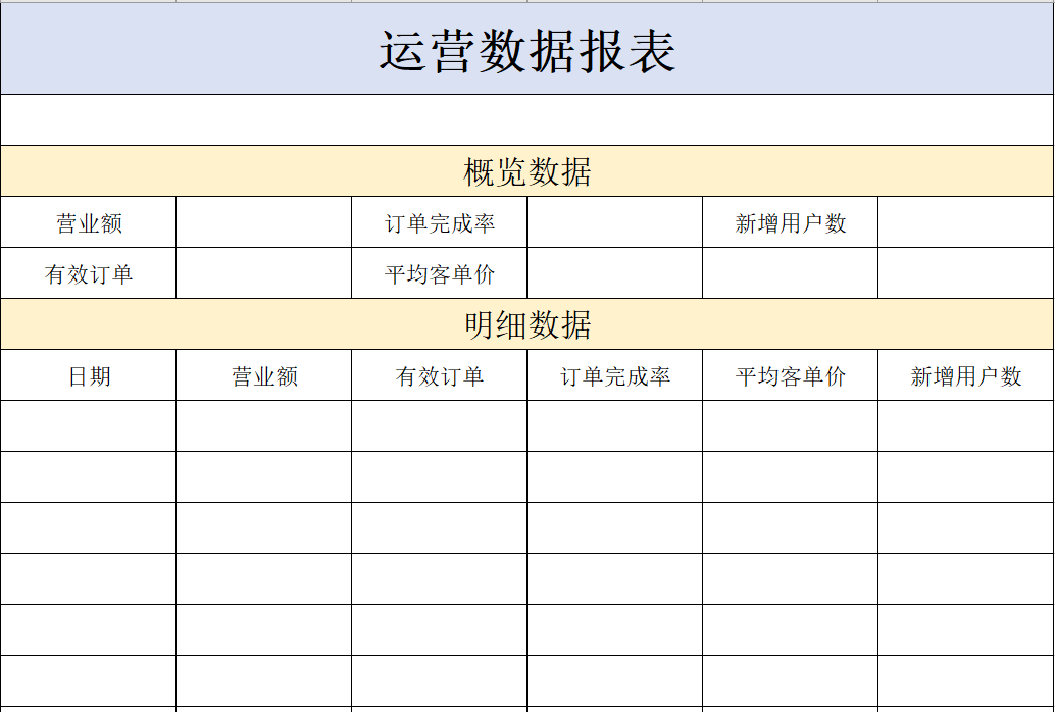 运营数据报表
概览数据
营业额 订单完成率 新增用户数
有效订单 平均客单价
明细数据
日期 营业额 有效订单 订单完成率 平均客单价 新增用户数